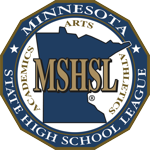 MINNESOTA
ARTS
ACADEMICS
ATHLETICS
MSHSL
®
STATE HIGH SCHOOL LEAGUE